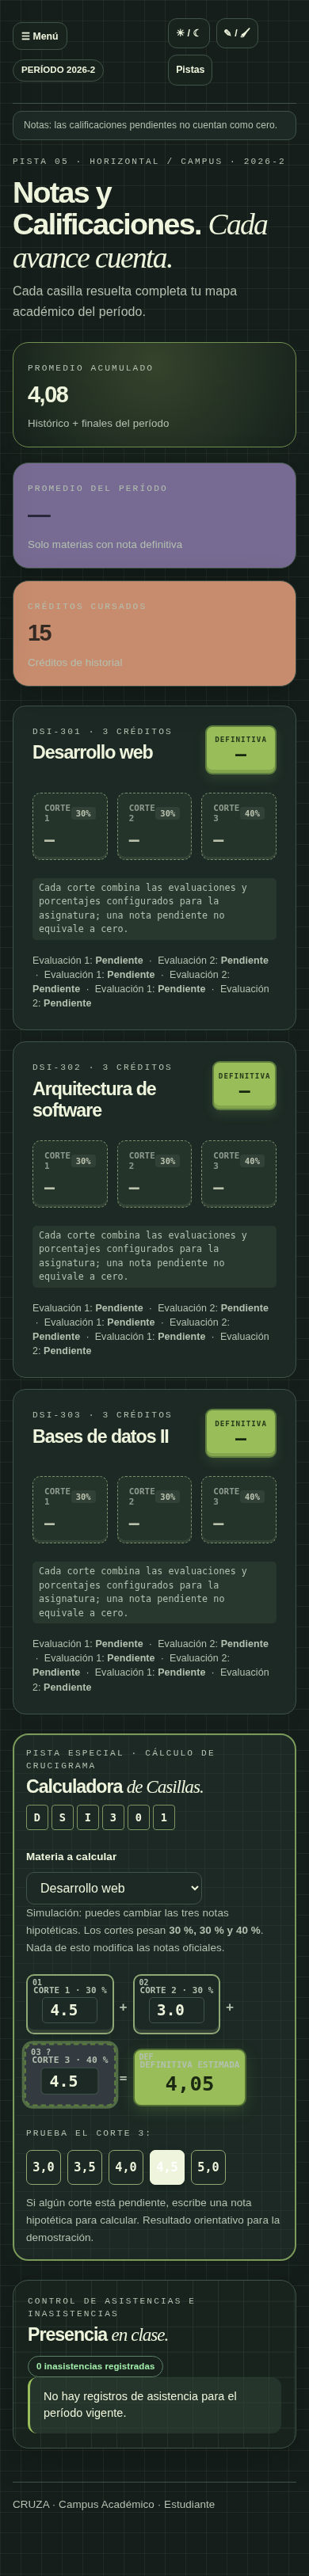 ☰ Menú
☀ / ☾
✎ / 🖌
PERÍODO 2026-2
Pistas
Notas: las calificaciones pendientes no cuentan como cero.
PISTA 05 · HORIZONTAL / CAMPUS · 2026-2
Notas y
Calificaciones. Cada
avance cuenta.
Cada casilla resuelta completa tu mapa
académico del período.
PROMEDIO ACUMULADO
4,08
Histórico + finales del período
PROMEDIO DEL PERÍODO
—
Solo materias con nota definitiva
CRÉDITOS CURSADOS
15
Créditos de historial
DSI-301 · 3 CRÉDITOS
Desarrollo web
DEFINITIVA
—
CORTE 1 30%
—
CORTE 2 30%
—
CORTE 3 40%
—
Cada corte combina las evaluaciones y
porcentajes configurados para la
asignatura; una nota pendiente no
equivale a cero.
Evaluación 1: Pendiente · Evaluación 2: Pendiente
· Evaluación 1: Pendiente · Evaluación 2:
Pendiente · Evaluación 1: Pendiente · Evaluación
2: Pendiente
DSI-302 · 3 CRÉDITOS
Arquitectura de
software
DEFINITIVA
—
CORTE 1 30%
—
CORTE 2 30%
—
CORTE 3 40%
—
Cada corte combina las evaluaciones y
porcentajes configurados para la
asignatura; una nota pendiente no
equivale a cero.
Evaluación 1: Pendiente · Evaluación 2: Pendiente
· Evaluación 1: Pendiente · Evaluación 2:
Pendiente · Evaluación 1: Pendiente · Evaluación
2: Pendiente
DSI-303 · 3 CRÉDITOS
Bases de datos II
DEFINITIVA
—
CORTE 1 30%
—
CORTE 2 30%
—
CORTE 3 40%
—
Cada corte combina las evaluaciones y
porcentajes configurados para la
asignatura; una nota pendiente no
equivale a cero.
Evaluación 1: Pendiente · Evaluación 2: Pendiente
· Evaluación 1: Pendiente · Evaluación 2:
Pendiente · Evaluación 1: Pendiente · Evaluación
2: Pendiente
PISTA ESPECIAL · CÁLCULO DE
CRUCIGRAMA
Calculadora de Casillas.
D S I 3 0 1
Materia a calcular
Desarrollo web
Simulación: puedes cambiar las tres notas
hipotéticas. Los cortes pesan 30 %, 30 % y 40 %.
Nada de esto modifica las notas oficiales.
01
CORTE 1 · 30 %
4.5
+
02
CORTE 2 · 30 %
3.0
+
03 ?
CORTE 3 · 40 %
4.5
=
DEF
DEFINITIVA ESTIMADA
4,05
PRUEBA EL CORTE 3:
3,0 3,5 4,0 4,5 5,0
Si algún corte está pendiente, escribe una nota
hipotética para calcular. Resultado orientativo para la
demostración.
CONTROL DE ASISTENCIAS E
INASISTENCIAS
Presencia en clase.
0 inasistencias registradas
No hay registros de asistencia para el
período vigente.
CRUZA · Campus Académico · Estudiante